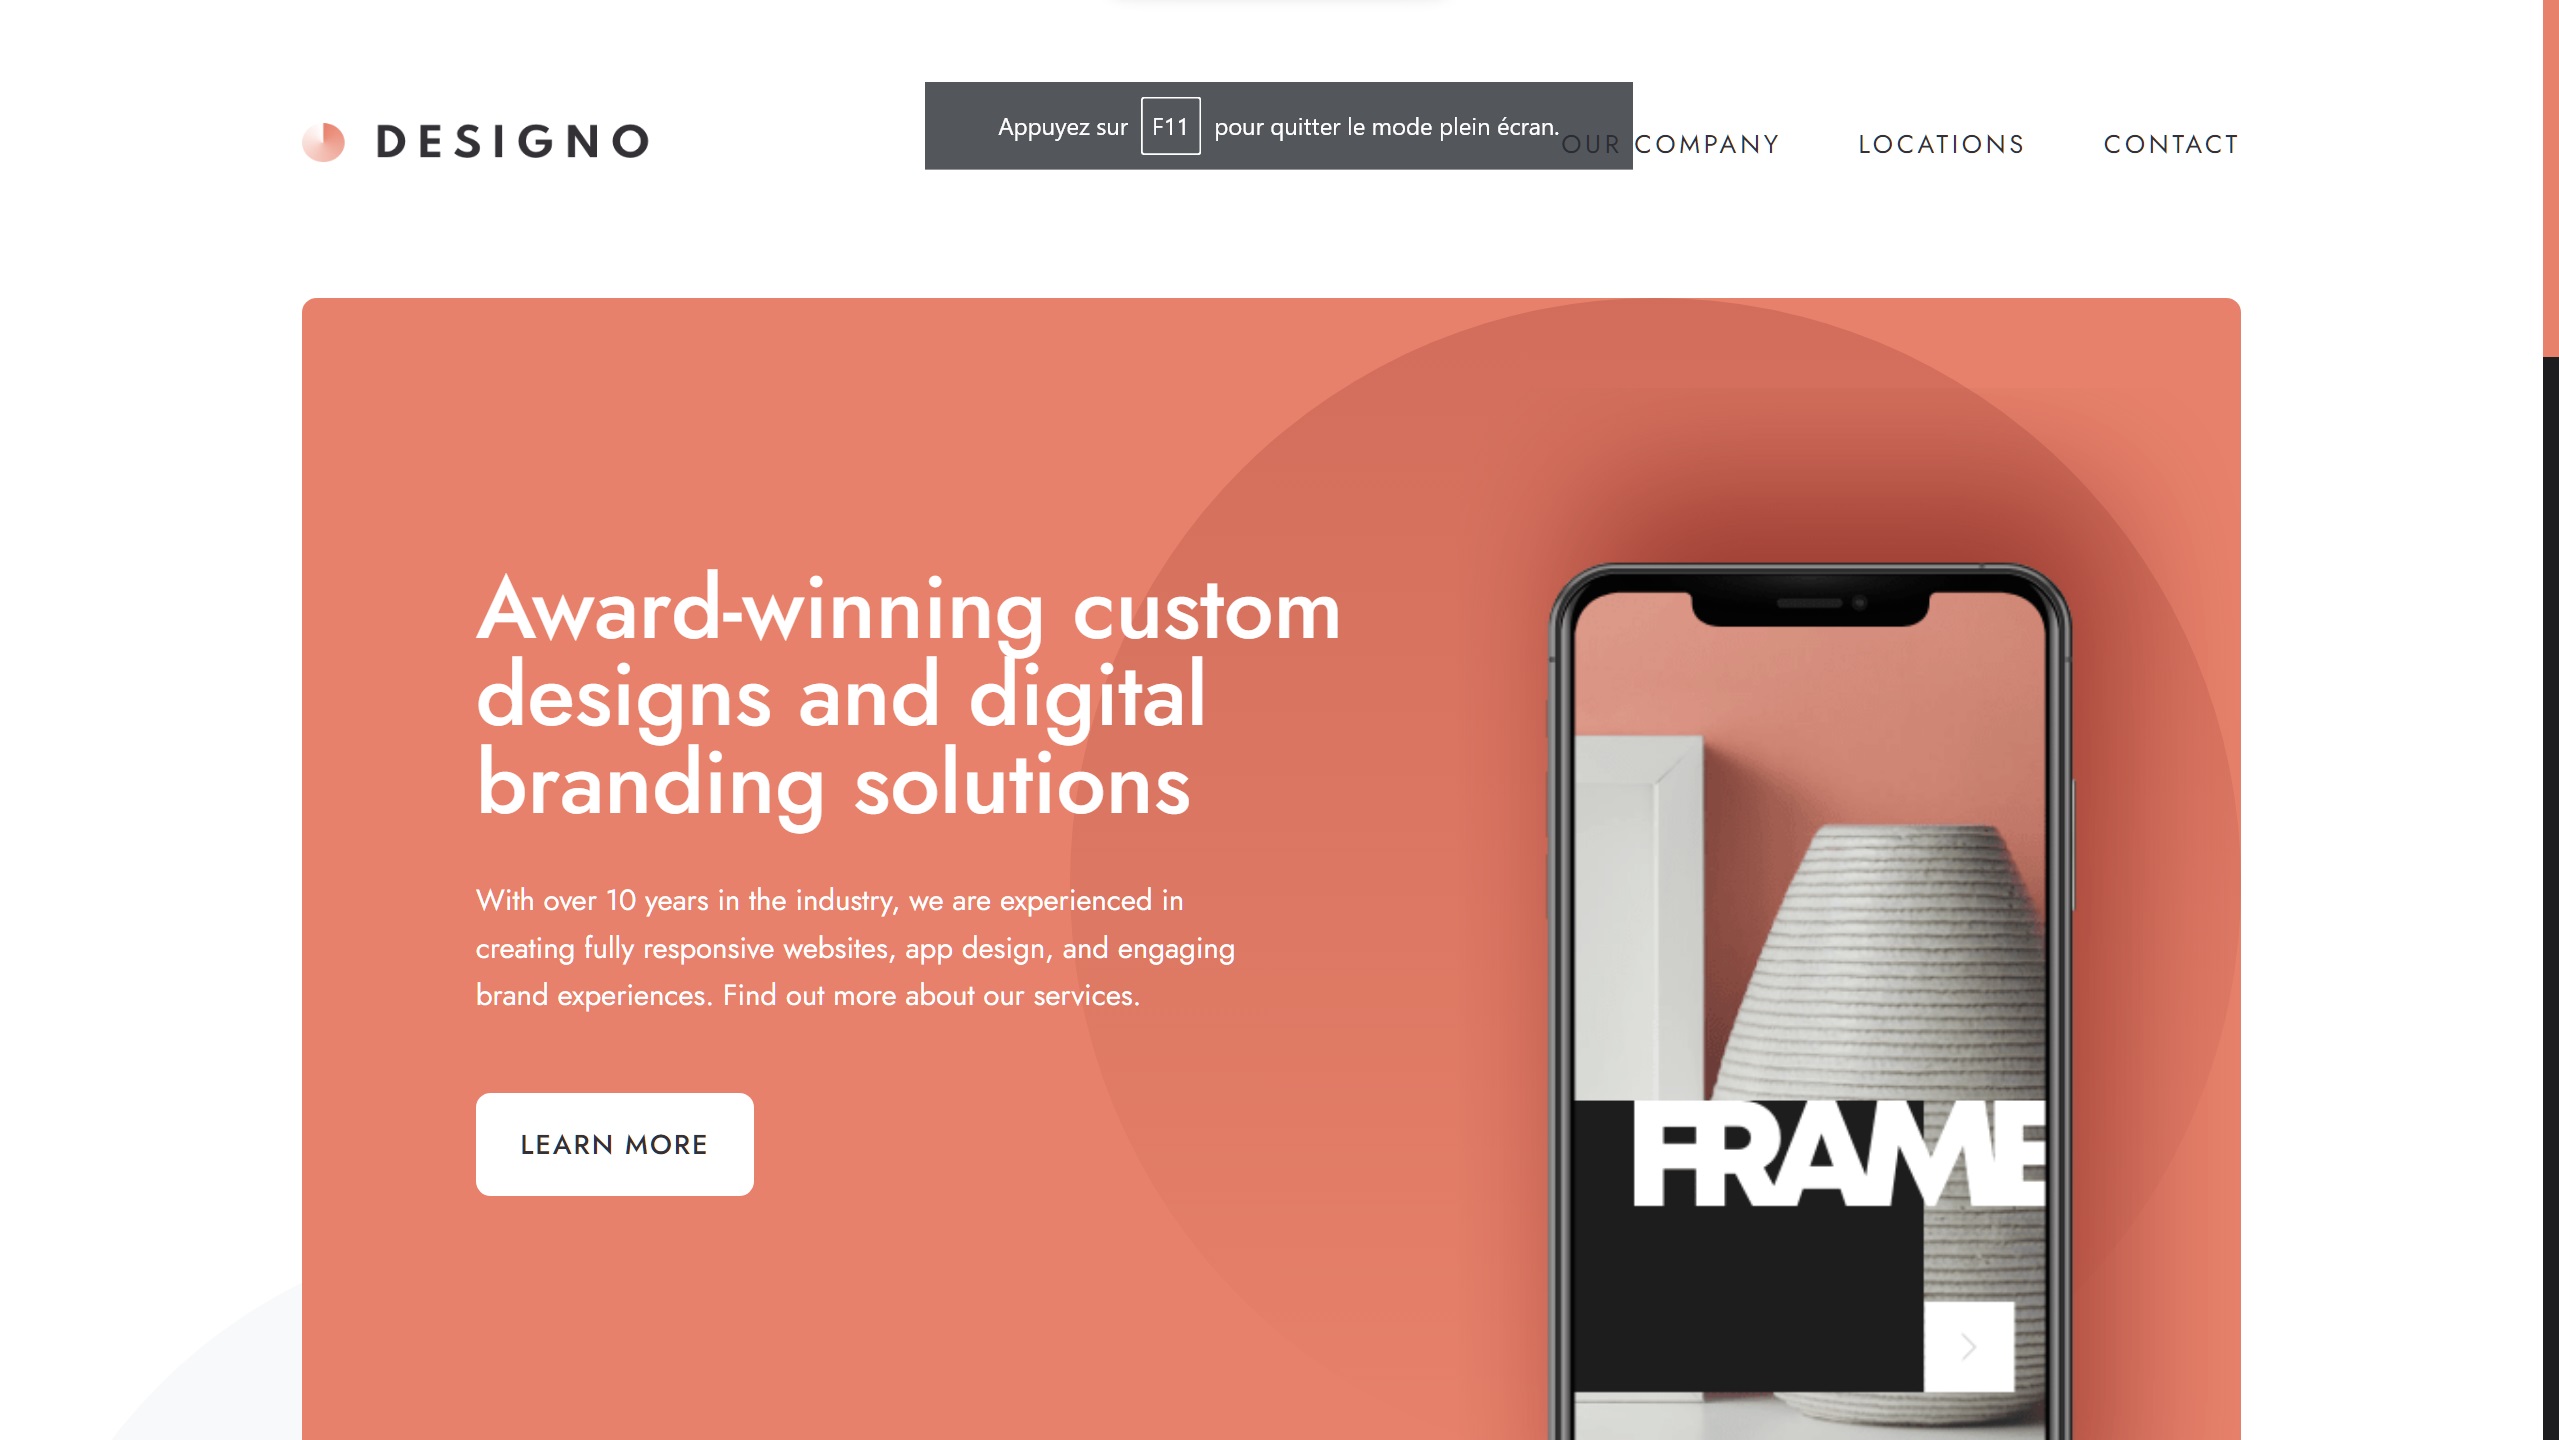 DESIGNO
Appuyez sur F11 pour quitter le mode plein écran.
OUR COMPANY
LOCATIONS
CONTACT
Award-winning custom
designs and digital
branding solutions
With over 10 years in the industry, we are experienced in
creating fully responsive websites, app design, and engaging
brand experiences. Find out more about our services.
LEARN MORE
FRAME